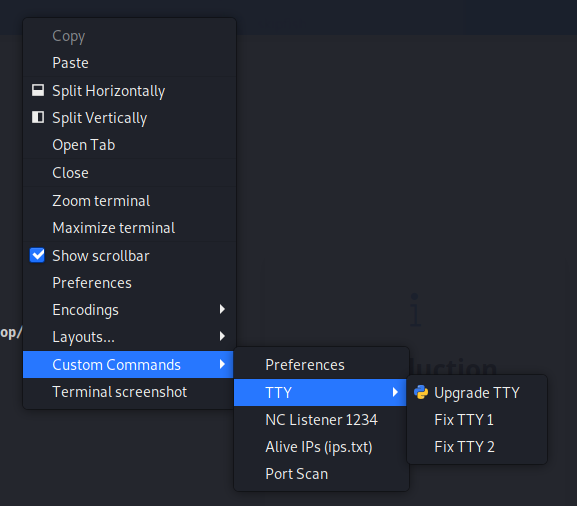 Copy
Paste
Split Horizontally
Split Vertically
Open Tab
Close
Zoom terminal
Maximize terminal
Show scrollbar
Preferences
Encodings
op/
Layouts...
Custom Commands
Terminal screenshot
Preferences
TTY
NC Listener 1234
Alive IPs (ips.txt)
Port Scan
Upgrade TTY
Fix TTY 1
Fix TTY 2
i
uction